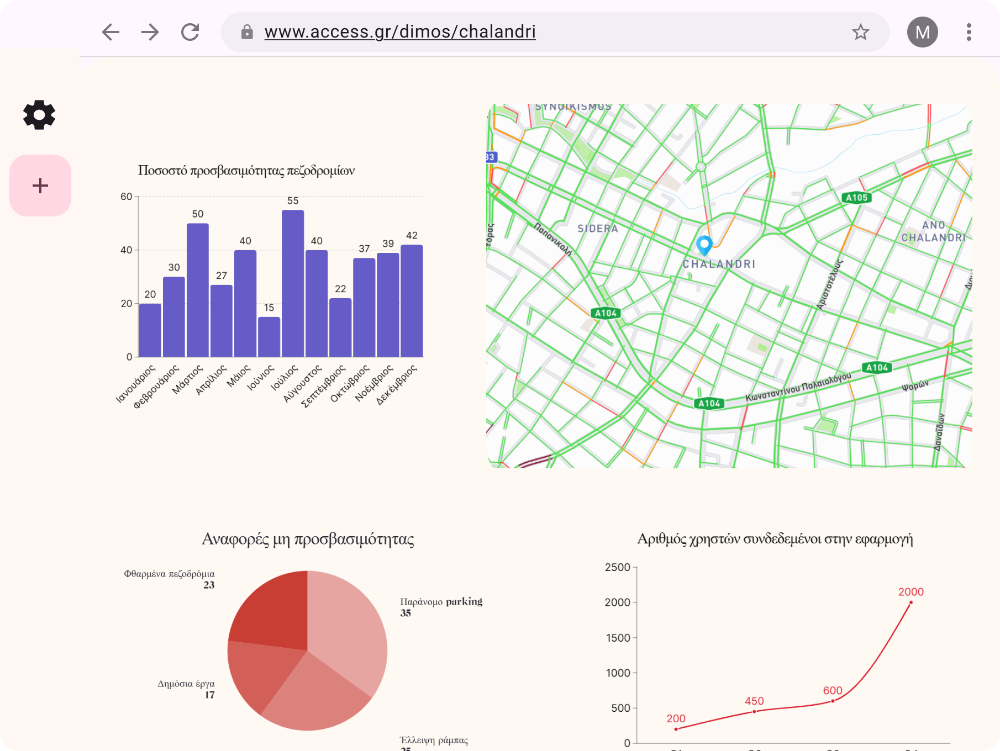 www.access.gr/dimos/chalandri
M
Ποσοστό προσβασιμότητας πεζοδρομίων
60
40
20
0
20
30
50
27
40
15
55
40
22
37
39
42
Ιανουάριος
Φεβρουάριος
Μάρτιος
Απρίλιος
Μάιος
Ιούνιος
Ιούλιος
Αύγουστος
Σεπτέμβριος
Οκτώβριος
Νοέμβριος
Δεκέμβριος
SYNOIKISMOS
33
A105
SIDERA
ANO
CHALANDRI
Παπανικολή
Ύδρας
CHALANDRI
Αριστοτέλους
A104
A104
Κωνσταντίνου Παλαιολόγου
Ψαρών
A104
Δαναΐδων
Αναφορές μη προσβασιμότητας
Φθαρμένα πεζοδρόμια
23
Παράνομο parking
35
Δημόσια έργα
17
Έλλειψη ράμπας
25
Αριθμός χρηστών συνδεδεμένοι στην εφαρμογή
2500
2000
1500
1000
500
0
200
450
600
2000